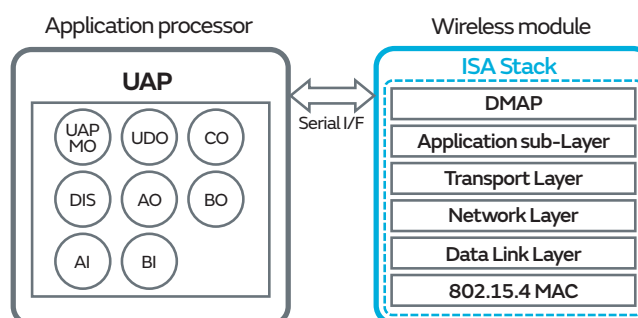 Application processor
Wireless module
UAP
Serial I/F
ISA Stack
UAP
MO
UDO
CO
DIS
AO
BO
AI
BI
DMAP
Application sub-Layer
Transport Layer
Network Layer
Data Link Layer
802.15.4 MAC